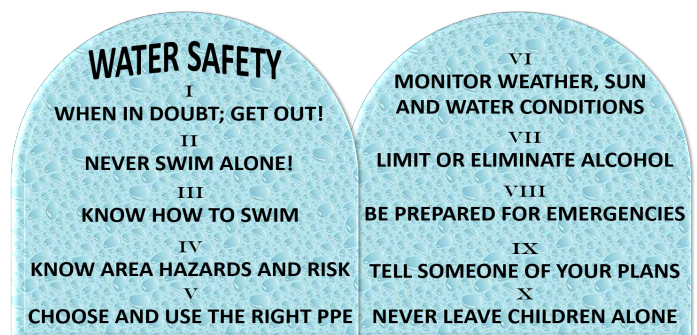 WATER SAFETY
I
WHEN IN DOUBT; GET OUT!
II
NEVER SWIM ALONE!
III
KNOW HOW TO SWIM
IV
KNOW AREA HAZARDS AND RISK
V
CHOOSE AND USE THE RIGHT PPE
VI
MONITOR WEATHER, SUN
AND WATER CONDITIONS
VII
LIMIT OR ELIMINATE ALCOHOL
VIII
BE PREPARED FOR EMERGENCIES
IX
TELL SOMEONE OF YOUR PLANS
X
NEVER LEAVE CHILDREN ALONE